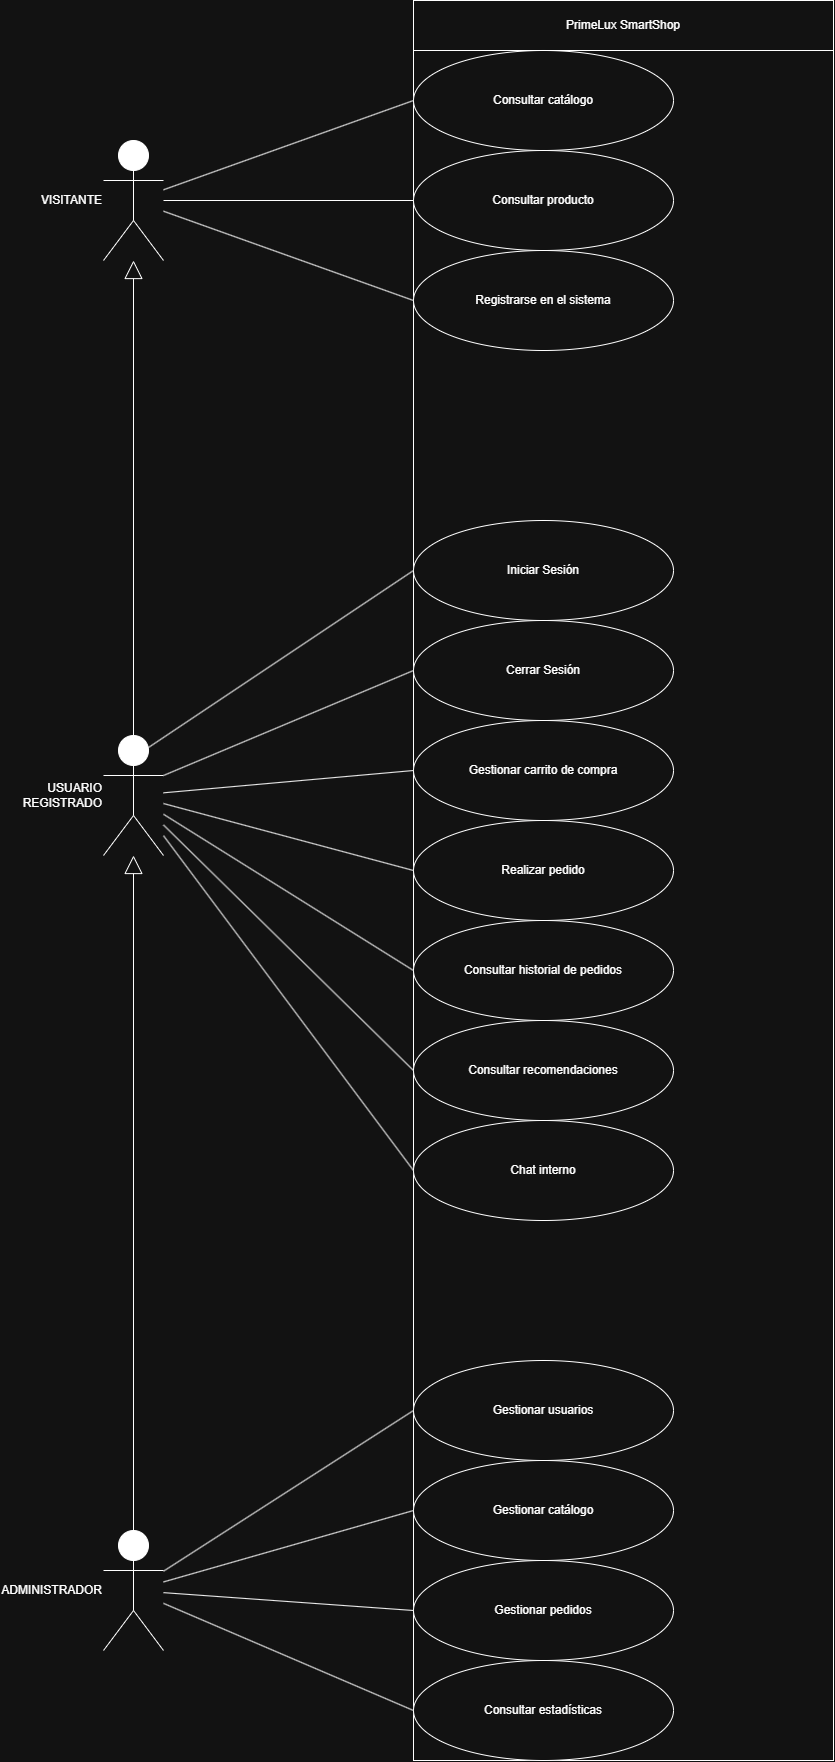 PrimeLux SmartShop
Consultar catálogo
VISITANTE
Consultar producto
Registrarse en el sistema
Iniciar Sesión
Cerrar Sesión
USUARIO
REGISTRADO
Gestionar carrito de compra
Realizar pedido
Consultar historial de pedidos
Consultar recomendaciones
Chat interno
Gestionar usuarios
Gestionar catálogo
ADMINISTRADOR
Gestionar pedidos
Consultar estadísticas